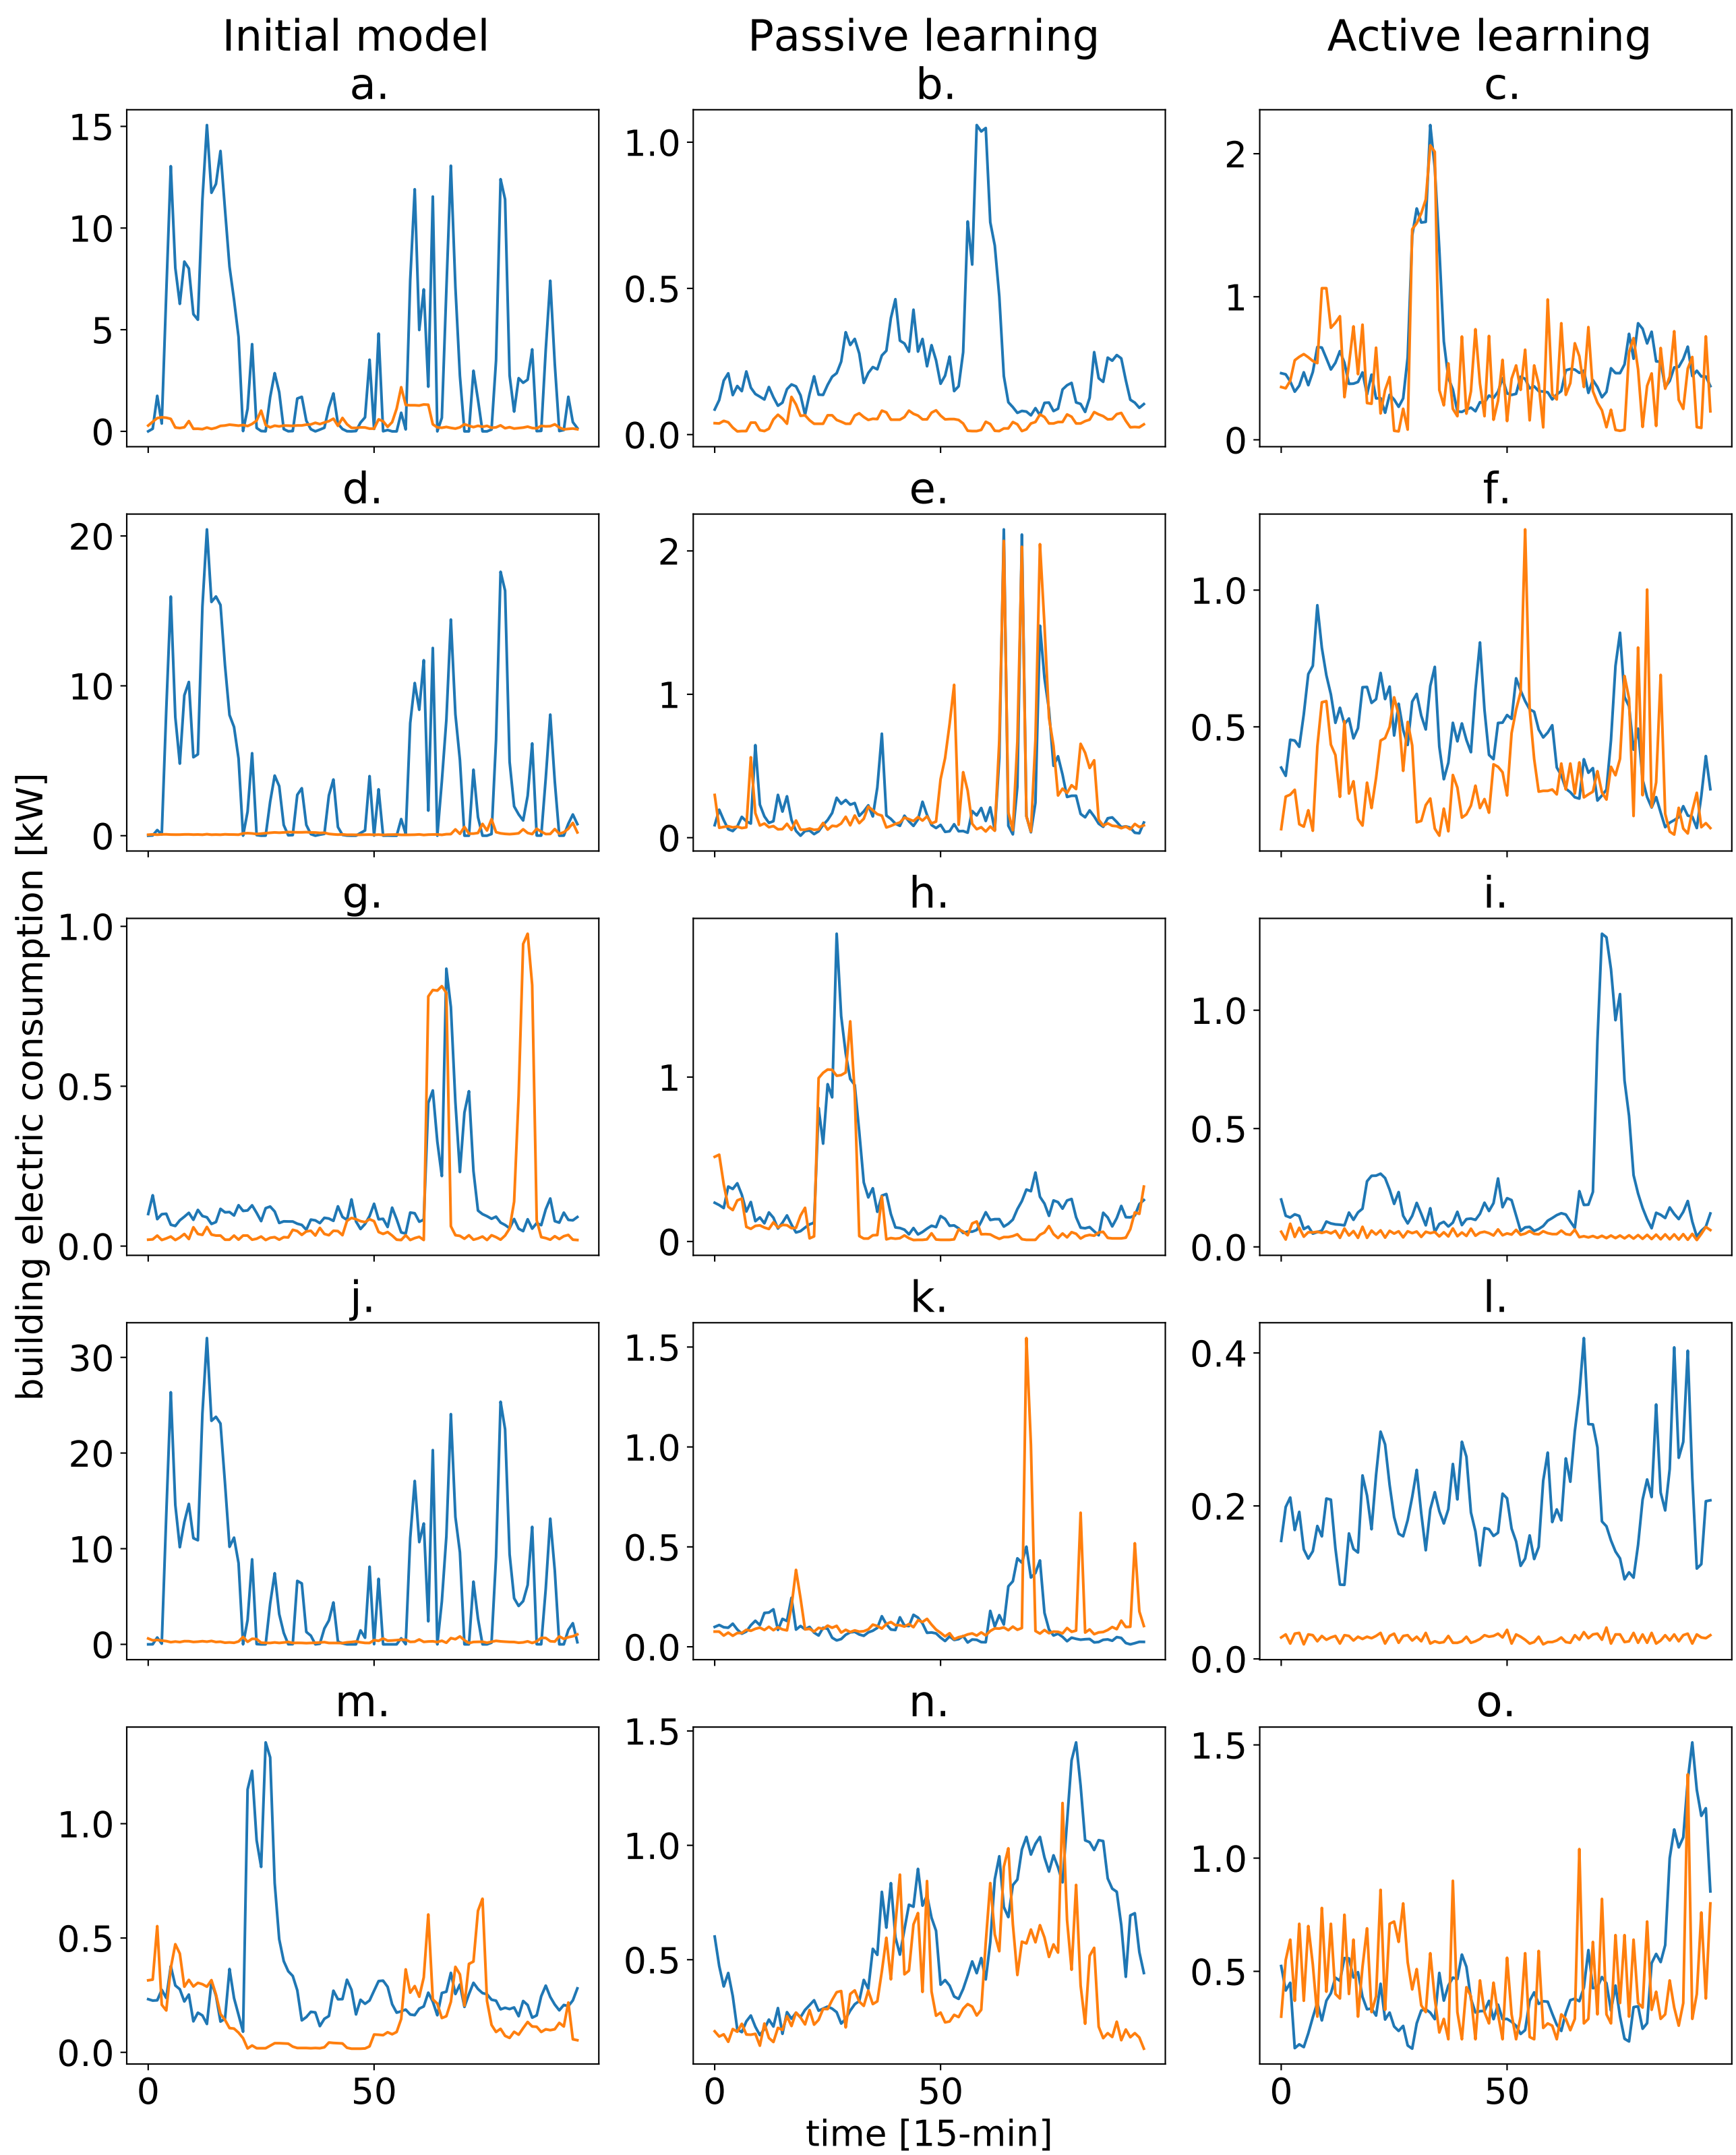 Initial model
Passive learning
Active learning
a.
b.
c.
15
10
5
0
1.0
0.5
0.0
2
1
0
d.
e.
f.
20
10
0
2
1
0
1.0
0.5
g.
h.
i.
1.0
0.5
0.0
1
0
1.0
0.5
0.0
building electric consumption [kW]
j.
k.
l.
30
20
10
0
1.5
1.0
0.5
0.0
0.4
0.2
0.0
m.
n.
o.
1.0
0.5
0.0
1.5
1.0
0.5
1.5
1.0
0.5
0 50
0 50
0 50
time [15-min]